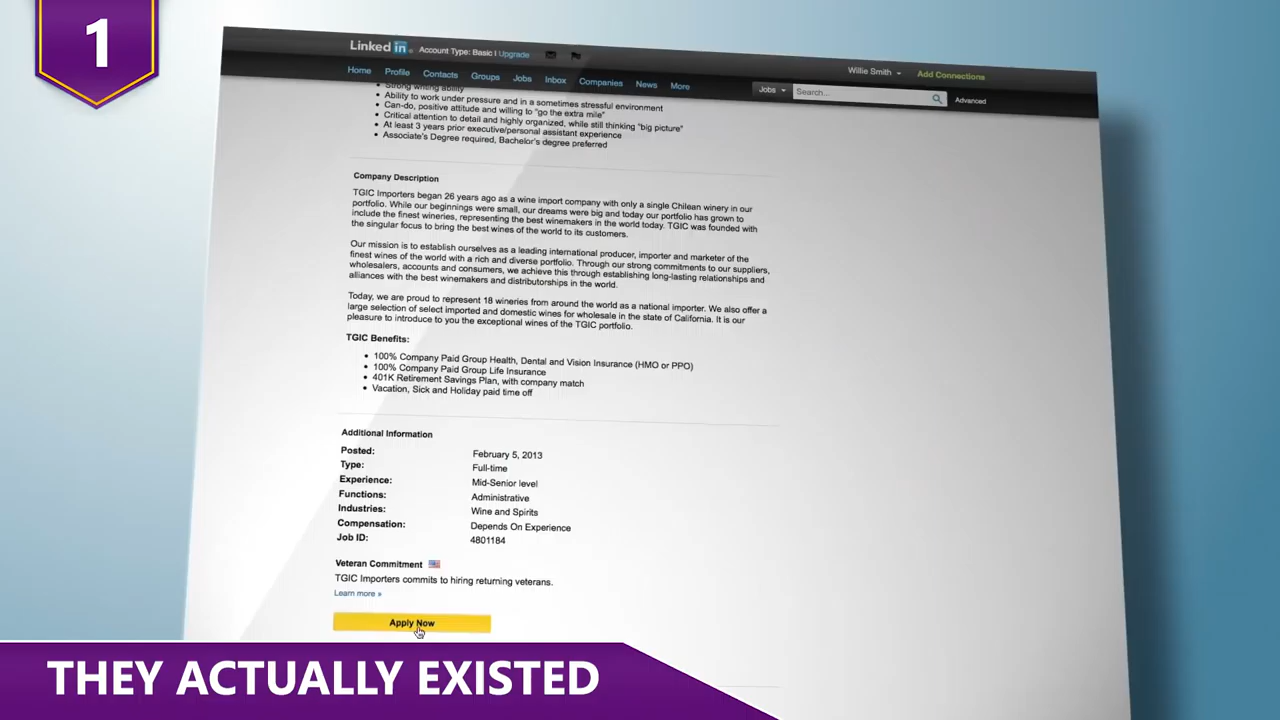 1
Linked in Account Type: Basic | Upgrade
Willie Smith Add Connections
Home Profile Contacts Groups Jobs Inbox Companies News More
Jobs Search... Advanced
Strong writing ability
Ability to work under pressure and in a sometimes stressful environment
Can-do, positive attitude and willing to "go the extra mile"
Critical attention to detail and highly organized, while still thinking "big picture"
At least 3 years prior executive/personal assistant experience
Associate's Degree required, Bachelor's degree preferred
Company Description
TGIC Importers began 26 years ago as a wine import company with only a single Chilean winery in our
portfolio. While our beginnings were small, our dreams were big and today our portfolio has grown to
include the finest wineries, representing the best winemakers in the world today. TGIC was founded with
the singular focus to bring the best wines of the world to its customers.
Our mission is to establish ourselves as a leading international producer, importer and marketer of the
finest wines of the world with a rich and diverse portfolio. Through our strong commitments to our suppliers,
wholesalers, accounts and consumers, we achieve this through establishing long-lasting relationships and
alliances with the best winemakers and distributorships in the world.
Today, we are proud to represent 18 wineries from around the world as a national importer. We also offer a
large selection of select imported and domestic wines for wholesale in the state of California. It is our
pleasure to introduce to you the exceptional wines of the TGIC portfolio.
TGIC Benefits:
100% Company Paid Group Health, Dental and Vision Insurance (HMO or PPO)
100% Company Paid Group Life Insurance
401K Retirement Savings Plan, with company match
Vacation, Sick and Holiday paid time off
Additional Information
Posted: February 5, 2013
Type: Full-time
Experience: Mid-Senior level
Functions: Administrative
Industries: Wine and Spirits
Compensation: Depends On Experience
Job ID: 4801184
Veteran Commitment
TGIC Importers commits to hiring returning veterans.
Learn more »
Apply Now
THEY ACTUALLY EXISTED